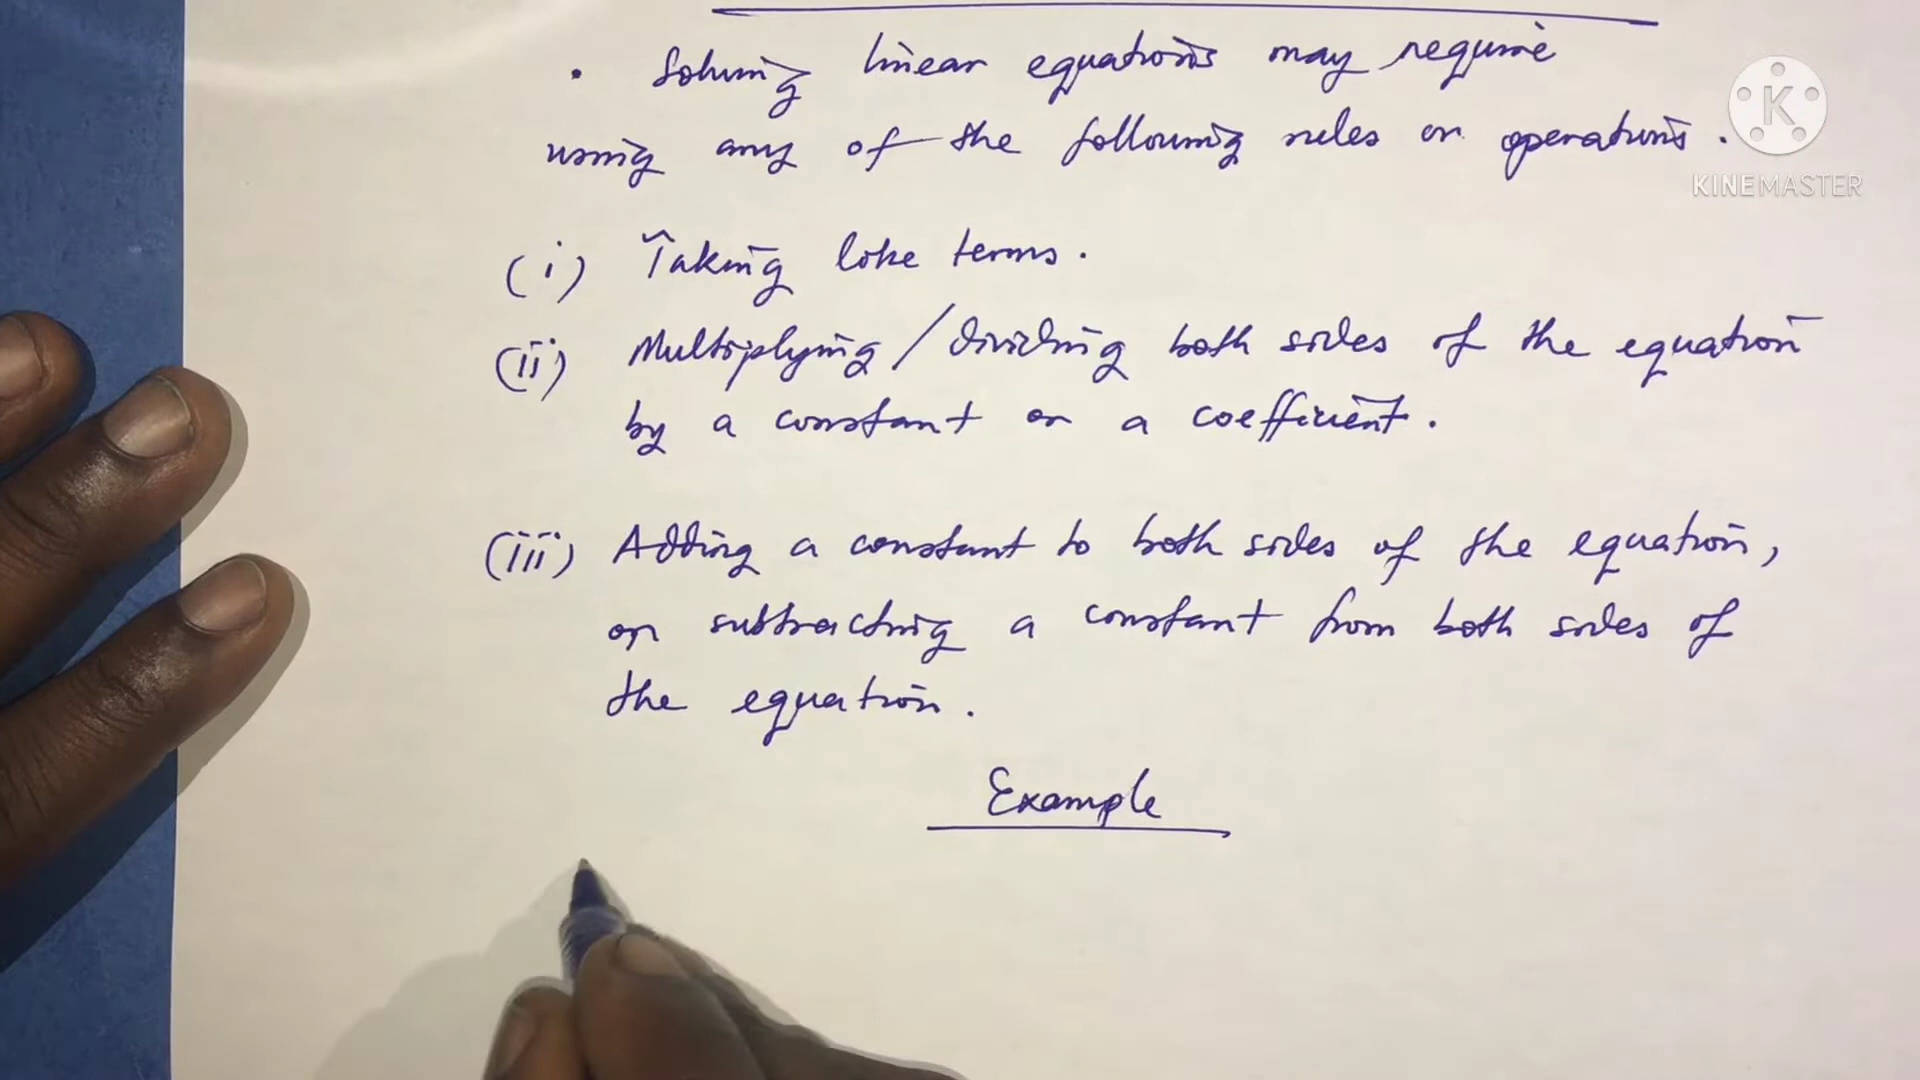 • Solving linear equations may require
using any of the following rules or operations.
K
KINEMASTER
(i) Taking like terms.
(ii) Multiplying / dividing both sides of the equation
by a constant or a coefficient.
(iii) Adding a constant to both sides of the equation,
or subtracting a constant from both sides of
the equation.
Example